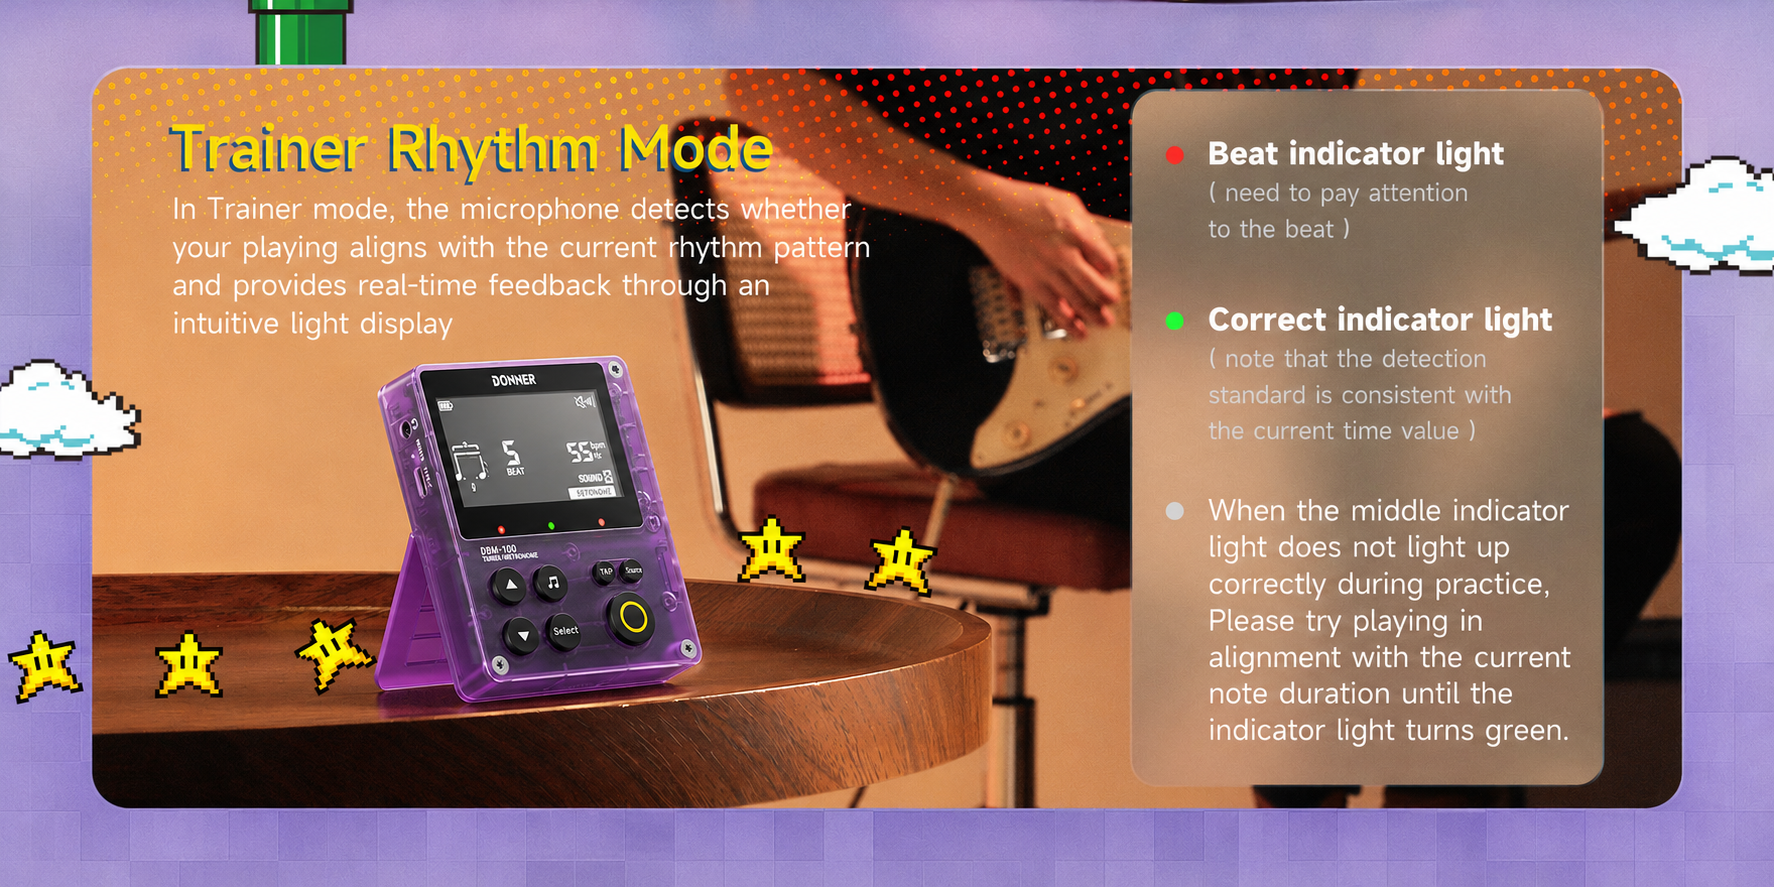 Trainer Rhythm Mode
In Trainer mode, the microphone detects whether
your playing aligns with the current rhythm pattern
and provides real-time feedback through an
intuitive light display
DONNER
5
BEAT
55 bpm
SOUND
DBM-100
TAP
Source
Select
Beat indicator light
( need to pay attention
to the beat )
Correct indicator light
( note that the detection
standard is consistent with
the current time value )
When the middle indicator
light does not light up
correctly during practice,
Please try playing in
alignment with the current
note duration until the
indicator light turns green.